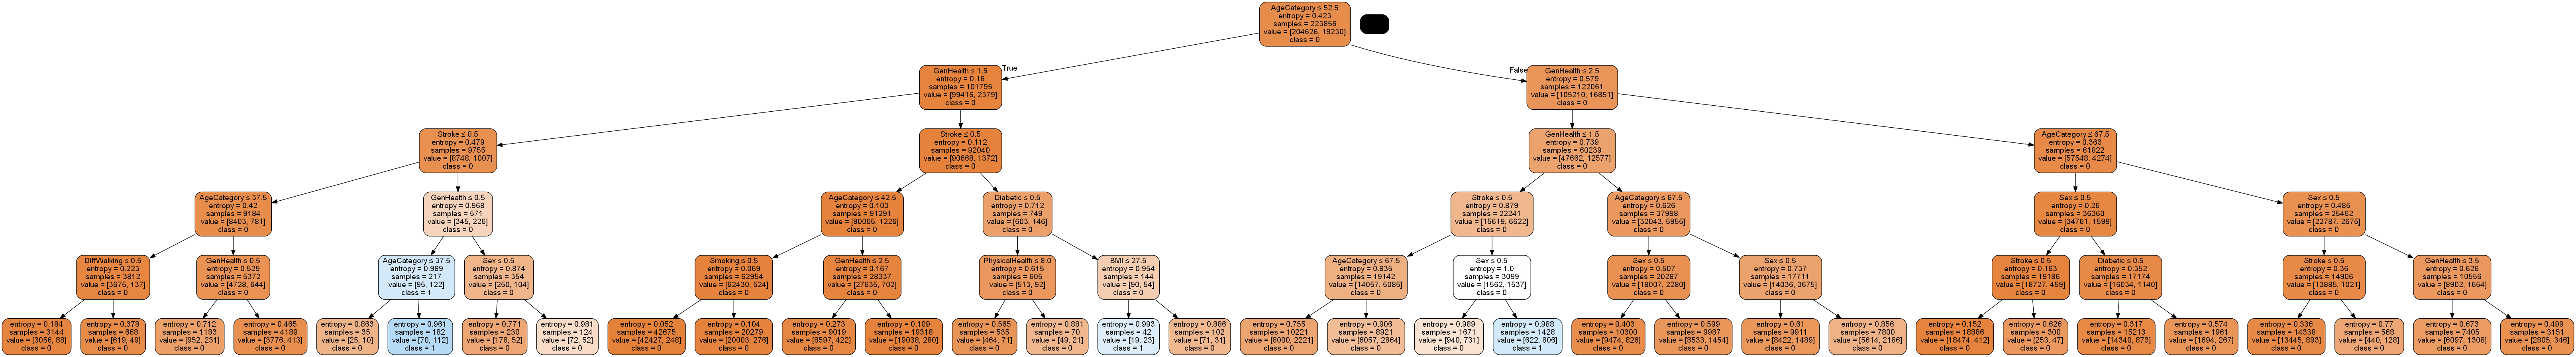 AgeCategory ≤ 52.5
entropy = 0.423
samples = 223856
value = [204626, 19230]
class = 0
True
False
GenHealth ≤ 1.5
entropy = 0.16
samples = 101795
value = [99416, 2379]
class = 0
GenHealth ≤ 2.5
entropy = 0.579
samples = 122061
value = [105210, 16851]
class = 0
Stroke ≤ 0.5
entropy = 0.479
samples = 9755
value = [8748, 1007]
class = 0
Stroke ≤ 0.5
entropy = 0.112
samples = 92040
value = [90668, 1372]
class = 0
GenHealth ≤ 1.5
entropy = 0.739
samples = 60239
value = [47662, 12577]
class = 0
AgeCategory ≤ 67.5
entropy = 0.363
samples = 61822
value = [57548, 4274]
class = 0
AgeCategory ≤ 37.5
entropy = 0.42
samples = 9184
value = [8403, 781]
class = 0
GenHealth ≤ 0.5
entropy = 0.968
samples = 571
value = [345, 226]
class = 0
AgeCategory ≤ 42.5
entropy = 0.103
samples = 91291
value = [90065, 1226]
class = 0
Diabetic ≤ 0.5
entropy = 0.712
samples = 749
value = [603, 146]
class = 0
Stroke ≤ 0.5
entropy = 0.879
samples = 22241
value = [15619, 6622]
class = 0
AgeCategory ≤ 67.5
entropy = 0.626
samples = 37998
value = [32043, 5955]
class = 0
Sex ≤ 0.5
entropy = 0.26
samples = 36360
value = [34761, 1599]
class = 0
Sex ≤ 0.5
entropy = 0.485
samples = 25462
value = [22787, 2675]
class = 0
DiffWalking ≤ 0.5
entropy = 0.223
samples = 3812
value = [3675, 137]
class = 0
GenHealth ≤ 0.5
entropy = 0.529
samples = 5372
value = [4728, 644]
class = 0
AgeCategory ≤ 37.5
entropy = 0.989
samples = 217
value = [95, 122]
class = 1
Sex ≤ 0.5
entropy = 0.874
samples = 354
value = [250, 104]
class = 0
Smoking ≤ 0.5
entropy = 0.069
samples = 62954
value = [62430, 524]
class = 0
GenHealth ≤ 2.5
entropy = 0.167
samples = 28337
value = [27635, 702]
class = 0
PhysicalHealth ≤ 8.0
entropy = 0.615
samples = 605
value = [513, 92]
class = 0
BMI ≤ 27.5
entropy = 0.954
samples = 144
value = [90, 54]
class = 0
AgeCategory ≤ 67.5
entropy = 0.835
samples = 19142
value = [14057, 5085]
class = 0
Sex ≤ 0.5
entropy = 1.0
samples = 3099
value = [1562, 1537]
class = 0
Sex ≤ 0.5
entropy = 0.507
samples = 20287
value = [18007, 2280]
class = 0
Sex ≤ 0.5
entropy = 0.737
samples = 17711
value = [14036, 3675]
class = 0
Stroke ≤ 0.5
entropy = 0.163
samples = 19186
value = [18727, 459]
class = 0
Diabetic ≤ 0.5
entropy = 0.352
samples = 17174
value = [16034, 1140]
class = 0
Stroke ≤ 0.5
entropy = 0.36
samples = 14906
value = [13885, 1021]
class = 0
GenHealth ≤ 3.5
entropy = 0.626
samples = 10556
value = [8902, 1654]
class = 0
entropy = 0.184
samples = 3144
value = [3056, 88]
class = 0
entropy = 0.378
samples = 668
value = [619, 49]
class = 0
entropy = 0.712
samples = 1183
value = [952, 231]
class = 0
entropy = 0.465
samples = 4189
value = [3776, 413]
class = 0
entropy = 0.863
samples = 35
value = [25, 10]
class = 0
entropy = 0.961
samples = 182
value = [70, 112]
class = 1
entropy = 0.771
samples = 230
value = [178, 52]
class = 0
entropy = 0.981
samples = 124
value = [72, 52]
class = 0
entropy = 0.052
samples = 42675
value = [42427, 248]
class = 0
entropy = 0.104
samples = 20279
value = [20003, 276]
class = 0
entropy = 0.273
samples = 9019
value = [8597, 422]
class = 0
entropy = 0.109
samples = 19318
value = [19038, 280]
class = 0
entropy = 0.565
samples = 535
value = [464, 71]
class = 0
entropy = 0.881
samples = 70
value = [49, 21]
class = 0
entropy = 0.993
samples = 42
value = [19, 23]
class = 1
entropy = 0.886
samples = 102
value = [71, 31]
class = 0
entropy = 0.755
samples = 10221
value = [8000, 2221]
class = 0
entropy = 0.906
samples = 8921
value = [6057, 2864]
class = 0
entropy = 0.989
samples = 1671
value = [940, 731]
class = 0
entropy = 0.988
samples = 1428
value = [622, 806]
class = 1
entropy = 0.403
samples = 10300
value = [9474, 826]
class = 0
entropy = 0.599
samples = 9987
value = [8533, 1454]
class = 0
entropy = 0.61
samples = 9911
value = [8422, 1489]
class = 0
entropy = 0.856
samples = 7800
value = [5614, 2186]
class = 0
entropy = 0.152
samples = 18886
value = [18474, 412]
class = 0
entropy = 0.626
samples = 300
value = [253, 47]
class = 0
entropy = 0.317
samples = 15213
value = [14340, 873]
class = 0
entropy = 0.574
samples = 1961
value = [1694, 267]
class = 0
entropy = 0.336
samples = 14338
value = [13445, 893]
class = 0
entropy = 0.77
samples = 568
value = [440, 128]
class = 0
entropy = 0.673
samples = 7405
value = [6097, 1308]
class = 0
entropy = 0.499
samples = 3151
value = [2805, 346]
class = 0